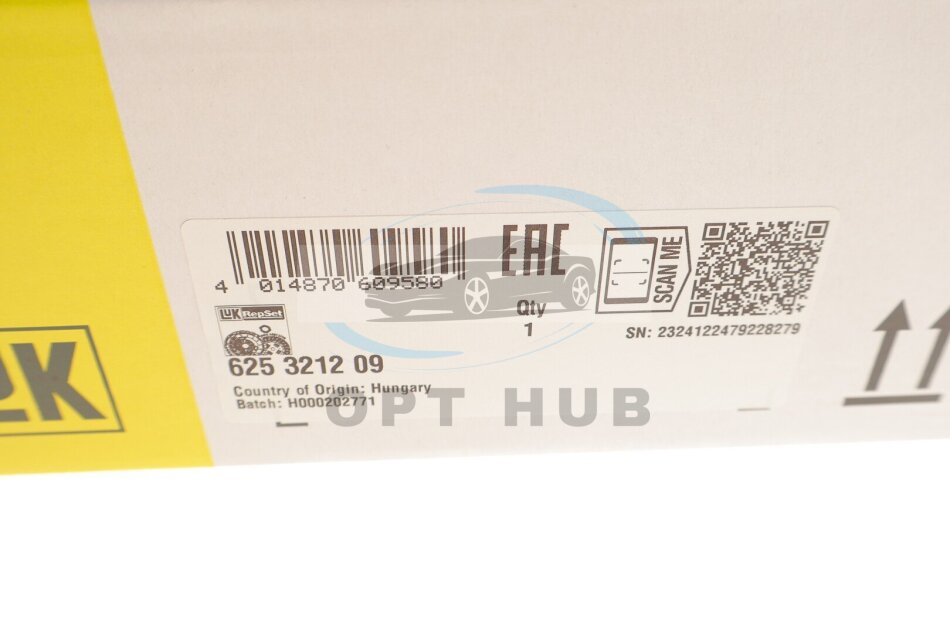 LUK
4 014870 609580
EAC
Qty
1
SCAN ME
SN: 2324122479228279
LUK RepSet
625 3212 09
Country of Origin: Hungary
Batch: H000202771
OPT HUB